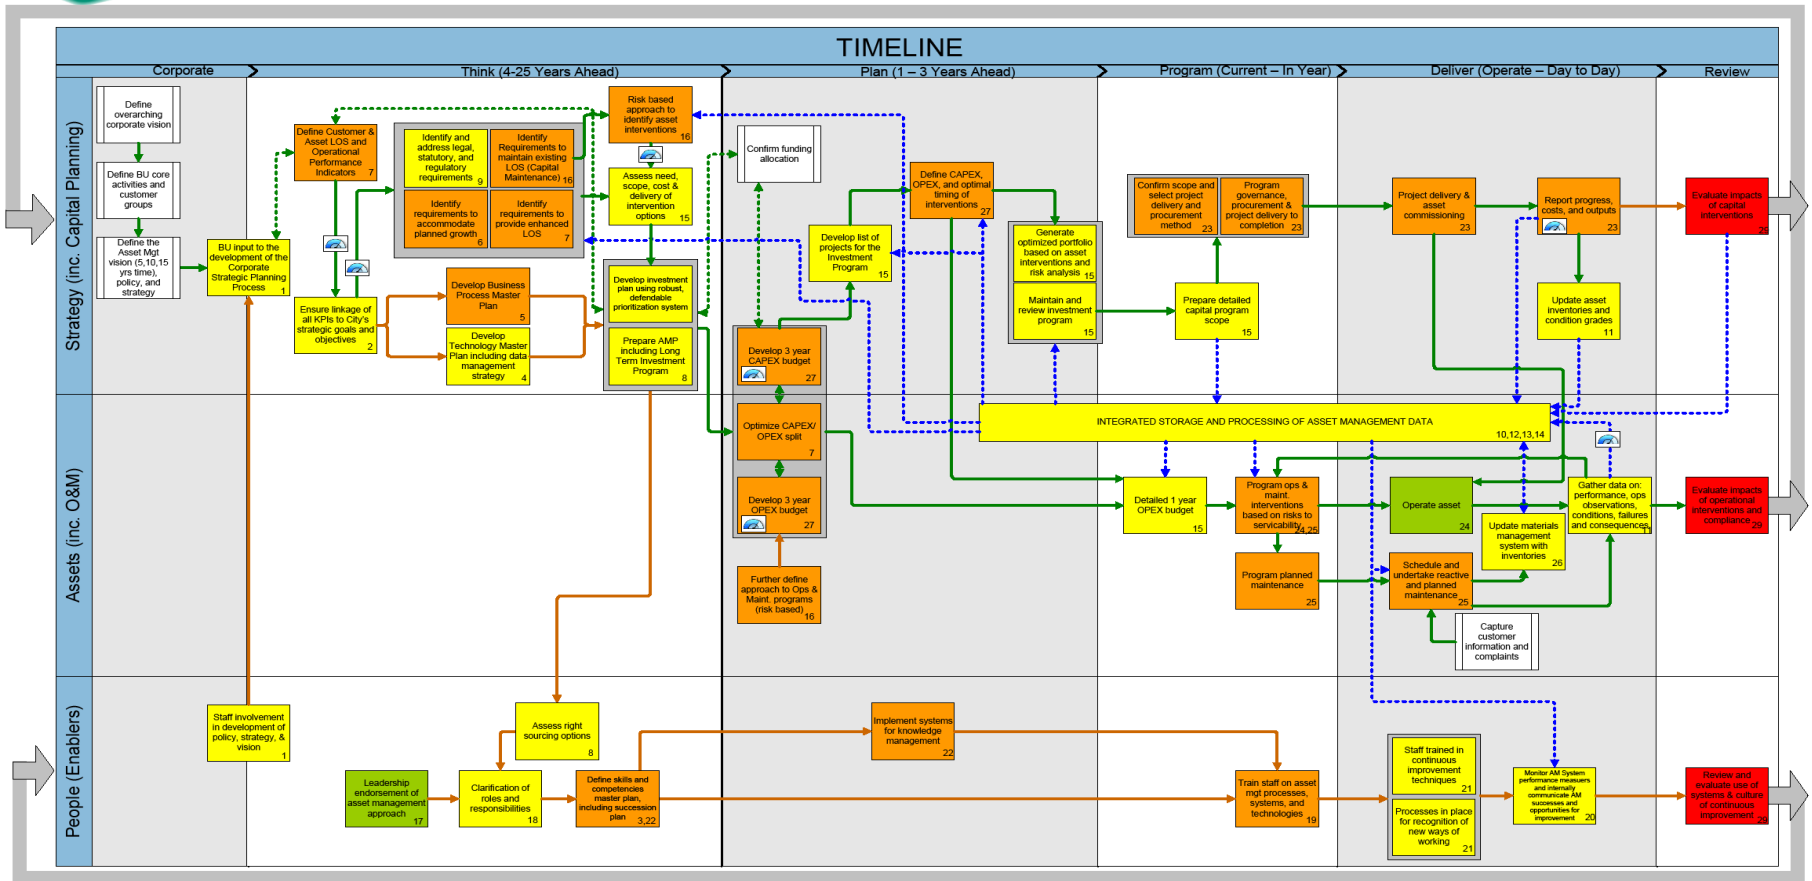 TIMELINE
Corporate
Think (4-25 Years Ahead)
Plan (1 – 3 Years Ahead)
Program (Current – In Year)
Deliver (Operate – Day to Day)
Review
Strategy (inc. Capital Planning)
Define
overarching
corporate vision
Define BU core
activities and
customer
groups
Define the
Asset Mgt
vision (5,10,15
yrs time),
policy, and
strategy
BU input to the
development of the
Corporate
Strategic Planning
Process
1
Define Customer &
Asset LOS and
Operational
Performance
Indicators
7
Ensure linkage of
all KPIs to City's
strategic goals and
objectives
2
Identify and
address legal,
statutory, and
regulatory
requirements
9
Identify
Requirements to
maintain existing
LOS (Capital
Maintenance)
16
Identify
requirements to
accommodate
planned growth
6
Identify
requirements to
provide enhanced
LOS
7
Develop Business
Process Master
Plan
5
Develop
Technology Master
Plan including data
management
strategy
4
Risk based
approach to
identify asset
interventions
16
Assess need,
scope, cost &
delivery of
intervention
options
15
Develop investment
plan using robust,
defendable
prioritization system
Prepare AMP
including Long
Term Investment
Program
8
Confirm funding
allocation
Develop 3 year
CAPEX budget
27
Develop list of
projects for the
Investment
Program
15
Define CAPEX,
OPEX, and optimal
timing of
interventions
27
Generate
optimized portfolio
based on asset
interventions and
risk analysis
15
Maintain and
review investment
program
15
Confirm scope and
select project
delivery and
procurement
method
23
Program
governance,
procurement &
project delivery to
completion
23
Prepare detailed
capital program
scope
15
Project delivery &
asset
commissioning
23
Report progress,
costs, and outputs
23
Update asset
inventories and
condition grades
11
Evaluate impacts
of capital
interventions
29
Assets (inc. O&M)
Optimize CAPEX/
OPEX split
7
Develop 3 year
OPEX budget
27
Further define
approach to Ops &
Maint. programs
(risk based)
16
INTEGRATED STORAGE AND PROCESSING OF ASSET MANAGEMENT DATA
10,12,13,14
Detailed 1 year
OPEX budget
15
Program ops &
maint.
interventions
based on risks to
servicability
24,25
Program planned
maintenance
25
Operate asset
24
Schedule and
undertake reactive
and planned
maintenance
25
Capture
customer
information and
complaints
Update materials
management
system with
inventories
26
Gather data on:
performance, ops
observations,
conditions, failures
and consequences
11
Evaluate impacts
of operational
interventions and
compliance
29
People (Enablers)
Staff involvement
in development of
policy, strategy, &
vision
1
Leadership
endorsement of
asset management
approach
17
Assess right
sourcing options
8
Clarification of
roles and
responsibilities
18
Define skills and
competencies
master plan,
including succession
plan
3,22
Implement systems
for knowledge
management
22
Train staff on asset
mgt processes,
systems, and
technologies
19
Staff trained in
continuous
improvement
techniques
21
Processes in place
for recognition of
new ways of
working
21
Monitor AM System
performance measuers
and internally
communicate AM
successes and
opportunities for
improvement
20
Review and
evaluate use of
systems & culture
of continuous
improvement
29